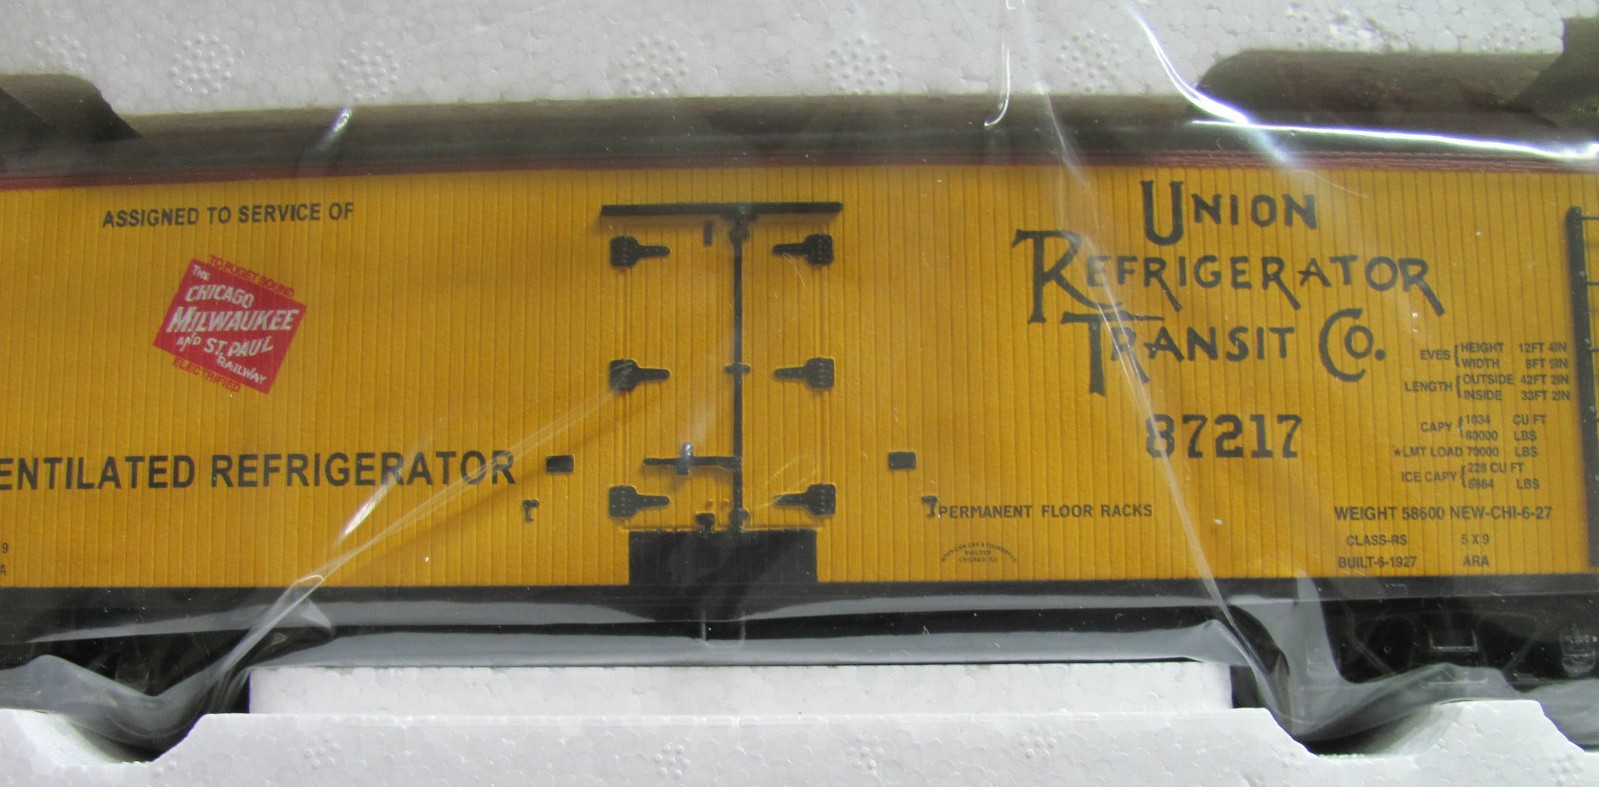 ASSIGNED TO SERVICE OF
TO PUGET SOUND
THE
CHICAGO
MILWAUKEE
AND ST. PAUL
RAILWAY
ELECTRIFIED
ENTILATED REFRIGERATOR
9
A
UNION
REFRIGERATOR
TRANSIT CO.
87217
PERMANENT FLOOR RACKS
EVES { HEIGHT 12FT 4IN
WIDTH 8FT 9IN
LENGTH { OUTSIDE 42FT 2IN
INSIDE 33FT 2IN
CAPY { 1034 CU FT
80000 LBS
★LMT LOAD 70000 LBS
ICE CAPY { 228 CU FT
LBS
WEIGHT 58600 NEW-CHI-6-27
CLASS-RS 5 X 9
BUILT-6-1927 ARA